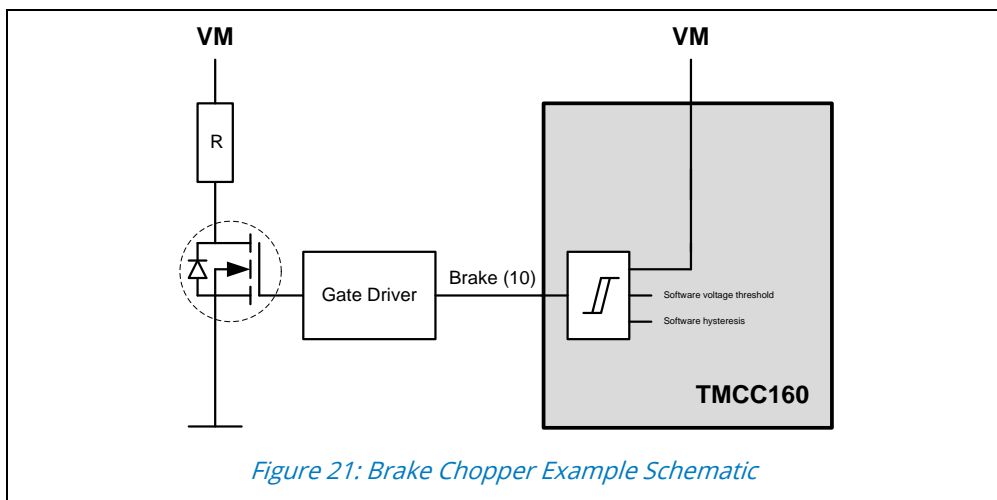 VM
VM
R
Gate Driver
Brake (10)
Software voltage threshold
Software hysteresis
TMCC160
Figure 21: Brake Chopper Example Schematic